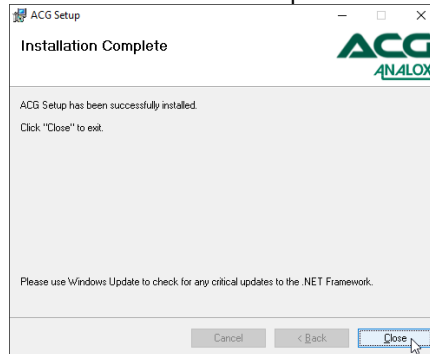 ACG Setup
Installation Complete
ACG
ANALOX
ACG Setup has been successfully installed.
Click "Close" to exit.
Please use Windows Update to check for any critical updates to the .NET Framework.
Cancel
< Back
Close